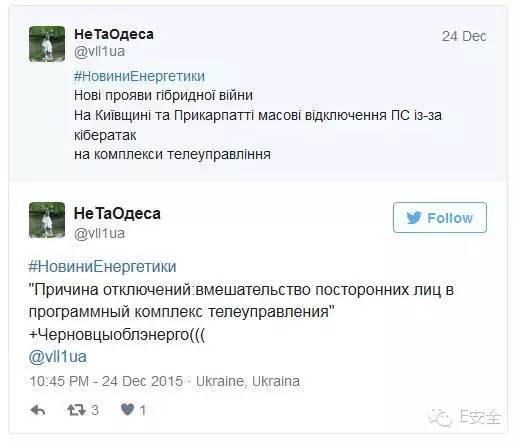 НеТаОдеса
24 Dec
@vll1ua
#НовиниЕнергетики
Нові прояви гібридної війни
На Київщині та Прикарпатті масові відключення ПС із-за
кібератак
на комплекси телеуправління
НеТаОдеса
@vll1ua
Follow
#НовиниЕнергетики
"Причина отключений:вмешательство посторонних лиц в
программный комплекс телеуправления"
+Черновцыоблэнерго(((
@vll1ua
10:45 PM - 24 Dec 2015 · Ukraine, Ukraina
3 1
E安全